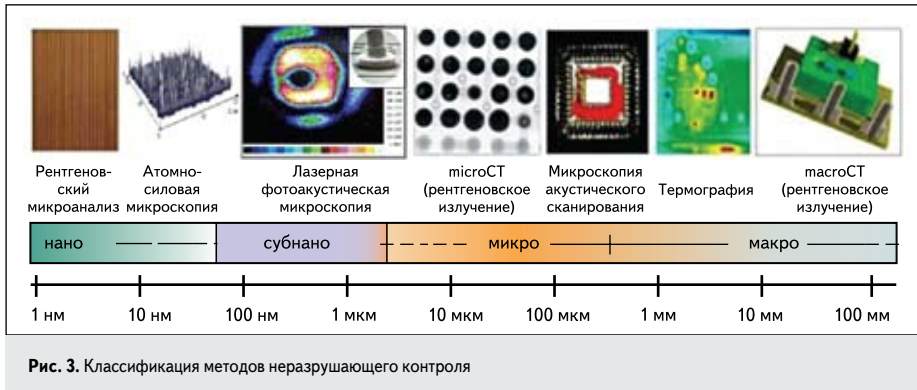 Рентгенов-
ский
микроанализ
Атомно-
силовая
микроскопия
Лазерная
фотоакустическая
микроскопия
microCT
(рентгеновское
излучение)
Микроскопия
акустического
сканирования
Термография
macroCT
(рентгеновское
излучение)
нано
субнано
микро
макро
1 нм
10 нм
100 нм
1 мкм
10 мкм
100 мкм
1 мм
10 мм
100 мм
Рис. 3. Классификация методов неразрушающего контроля